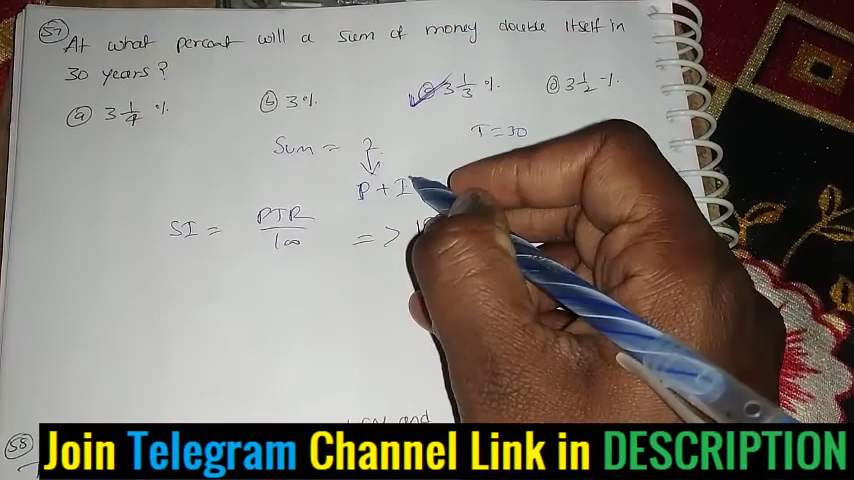 57 At what percent will a sum of money double itself in
30 years?
a 3 1/4 %. b 3%. c 3 1/3 %. d 3 1/2 %.
Sum = 2 T = 30
P + I
SI = PTR/100 =>
58
Join Telegram Channel Link in DESCRIPTION